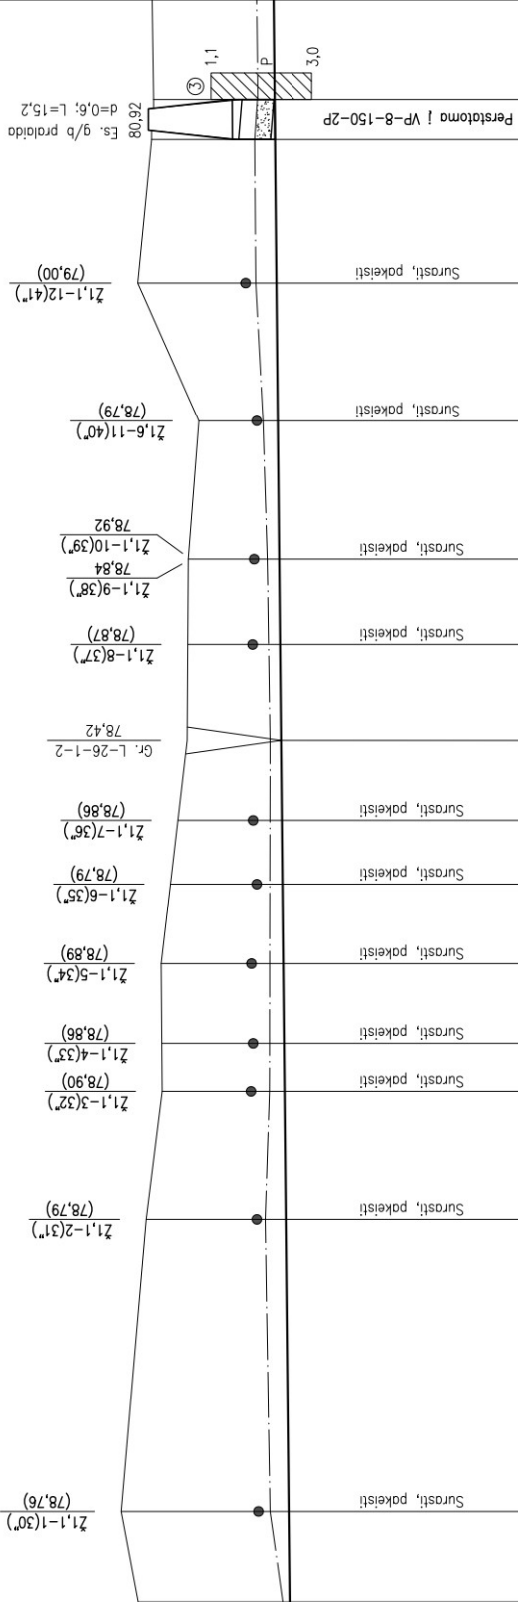 Es. g/b pralaida
d=0,6; L=15,2
80,92
3
1,1
P
3,0
Perstatoma į VP-8-150-2P
Ž1,1-12(41")
(79,00)
Surasti, pakeisti
Ž1,6-11(40")
(78,79)
Surasti, pakeisti
Ž1,1-10(39")
78,92
Ž1,1-9(38")
78,84
Surasti, pakeisti
Ž1,1-8(37")
(78,87)
Surasti, pakeisti
Gr. L-26-1-2
78,42
Ž1,1-7(36")
(78,86)
Surasti, pakeisti
Ž1,1-6(35")
(78,79)
Surasti, pakeisti
Ž1,1-5(34")
(78,89)
Surasti, pakeisti
Ž1,1-4(33")
(78,86)
Surasti, pakeisti
Ž1,1-3(32")
(78,90)
Surasti, pakeisti
Ž1,1-2(31")
(78,79)
Surasti, pakeisti
Ž1,1-1(30")
(78,76)
Surasti, pakeisti